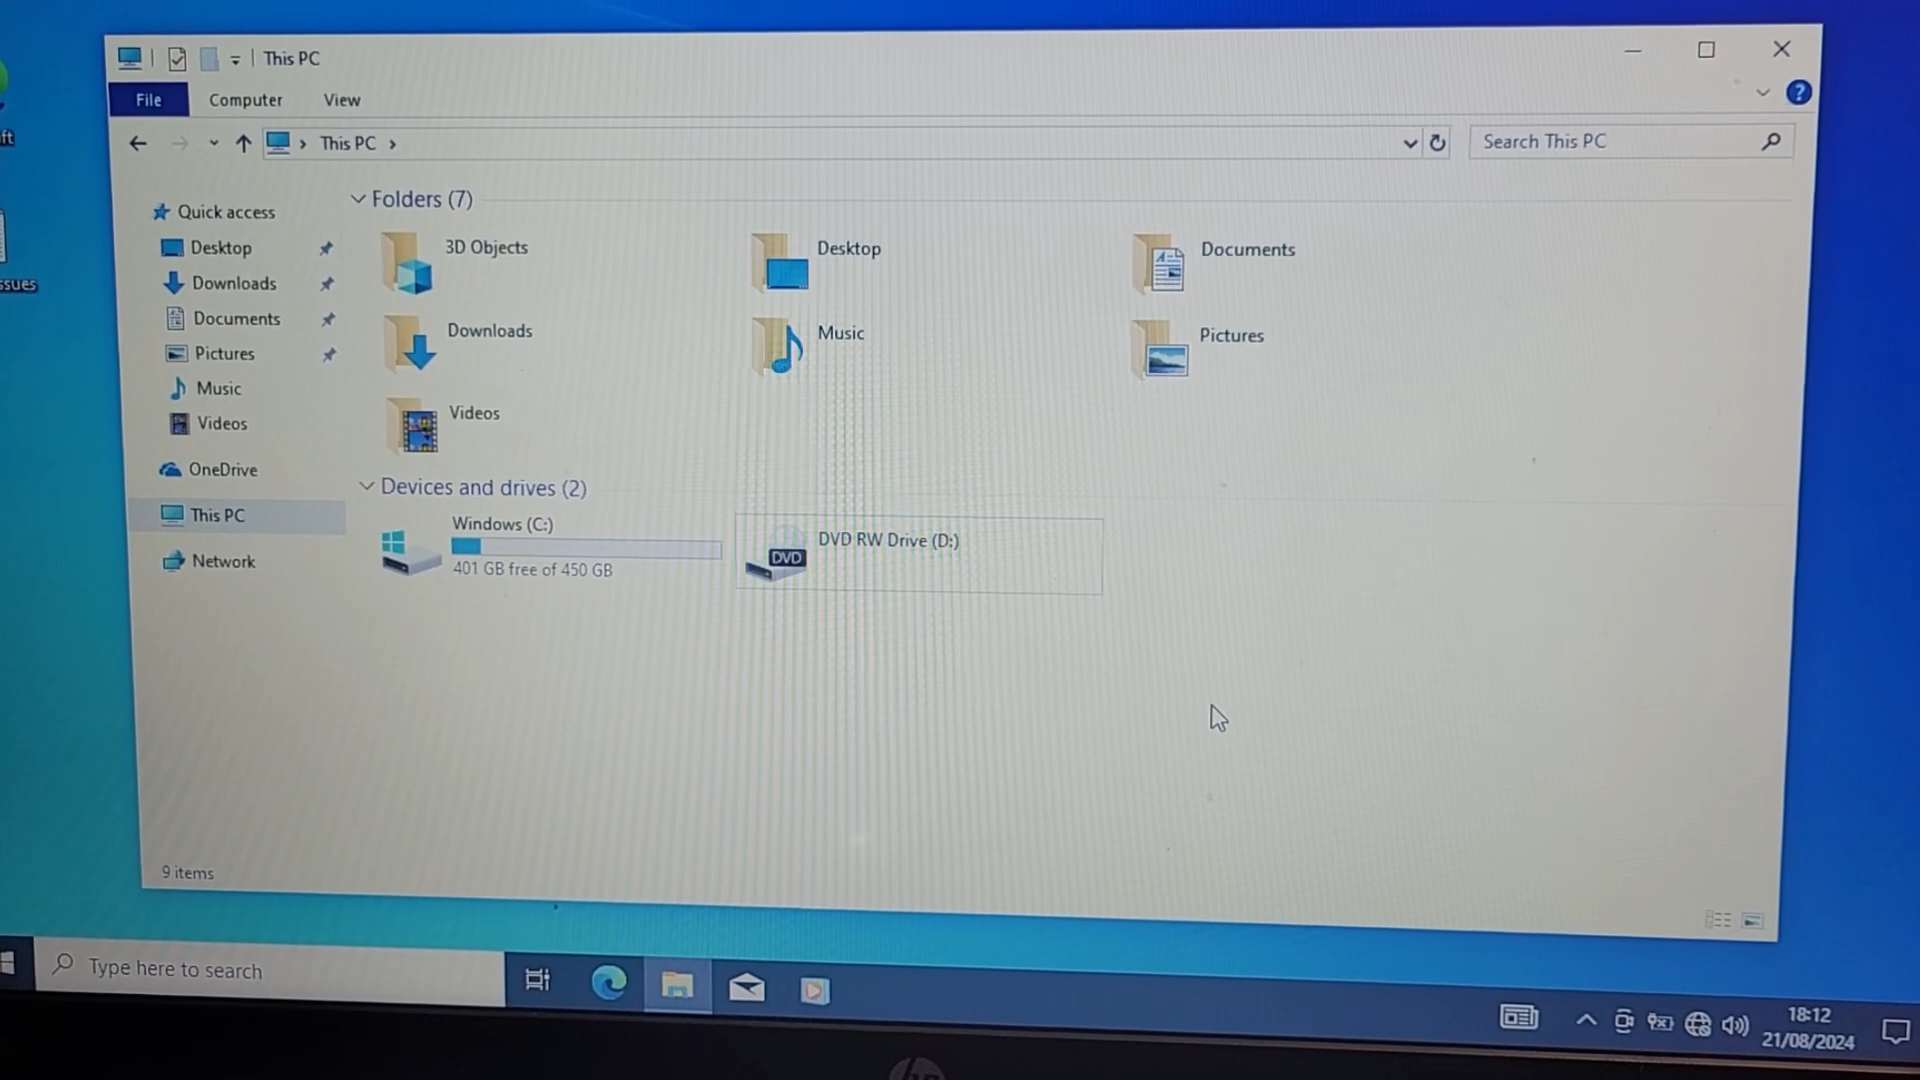 This PC
File Computer View
This PC
Search This PC
Quick access
Desktop
Downloads
Documents
Pictures
Music
Videos
OneDrive
This PC
Network
Folders (7)
3D Objects
Desktop
Documents
Downloads
Music
Pictures
Videos
Devices and drives (2)
Windows (C:)
401 GB free of 450 GB
DVD
DVD RW Drive (D:)
9 items
ft
ssues
Type here to search
18:12
21/08/2024
hp